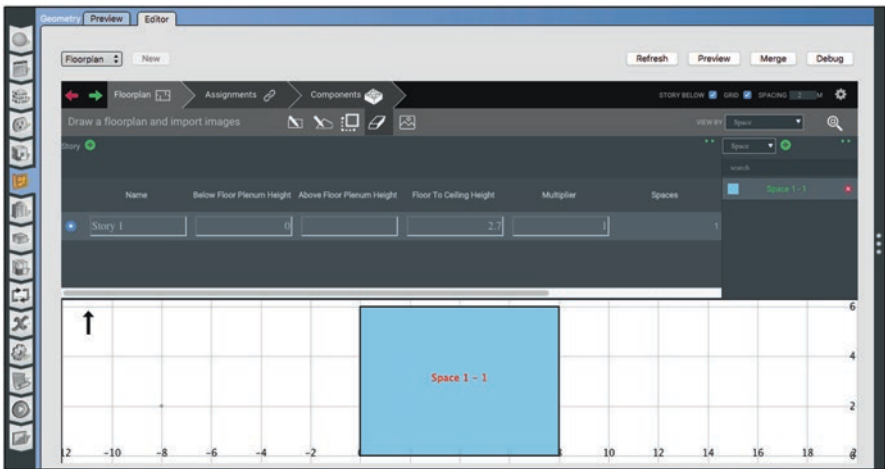 Geometry Preview Editor
Floorplan New Refresh Preview Merge Debug
Floorplan Assignments Components STORY BELOW GRID SPACING 2 M
Draw a floorplan and import images VIEW BY Space
Story Space
search
Name Below Floor Plenum Height Above Floor Plenum Height Floor To Ceiling Height Multiplier Spaces Space 1 - 1
Story 1 0 2.7 1 1
6
4
Space 1 - 1
2
12 -10 -8 -6 -4 -2 10 12 14 16 18